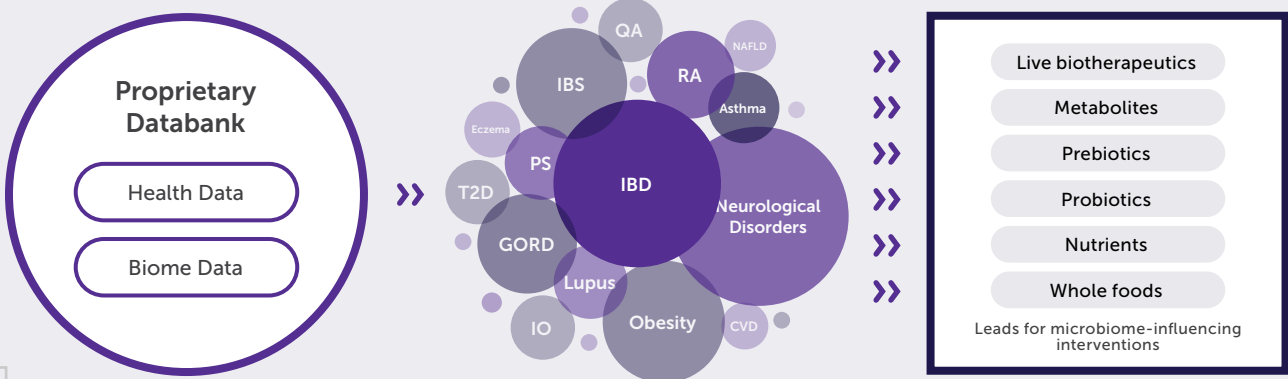 Proprietary
Databank
Health Data
Biome Data
QA
NAFLD
IBS
RA
Asthma
Eczema
PS
T2D
IBD
Neurological
Disorders
GORD
Lupus
IO
Obesity
CVD
Live biotherapeutics
Metabolites
Prebiotics
Probiotics
Nutrients
Whole foods
Leads for microbiome-influencing
interventions